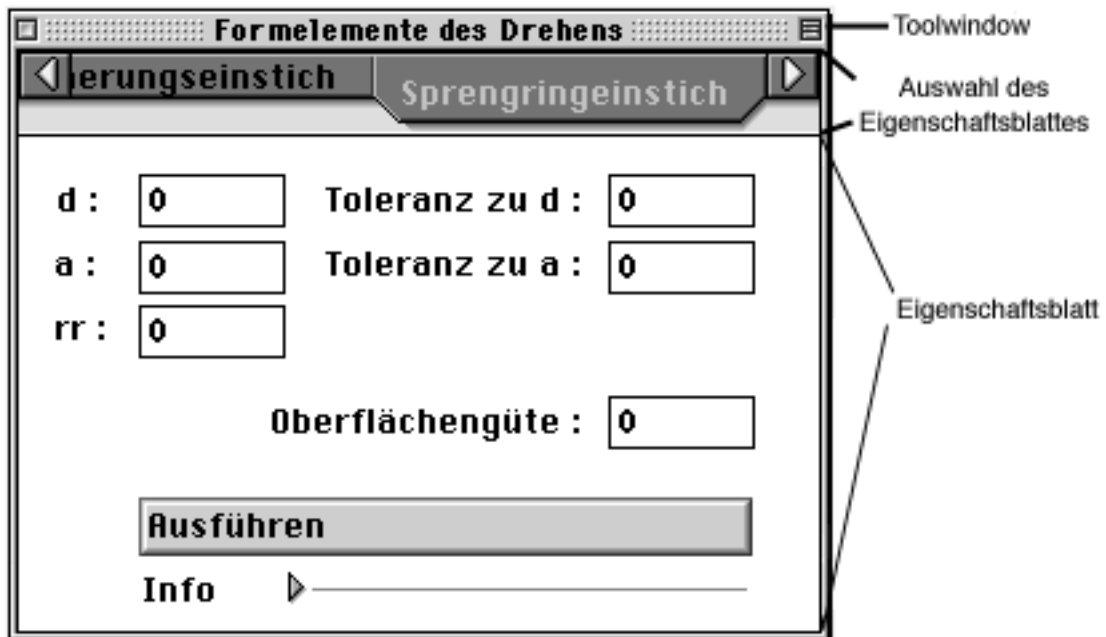 Formelemente des Drehens
erungseinstich
Sprengringeinstich
d : 0 Toleranz zu d : 0
a : 0 Toleranz zu a : 0
rr : 0
Oberflächengüte : 0
Ausführen
Info
Toolwindow
Auswahl des
Eigenschaftsblattes
Eigenschaftsblatt